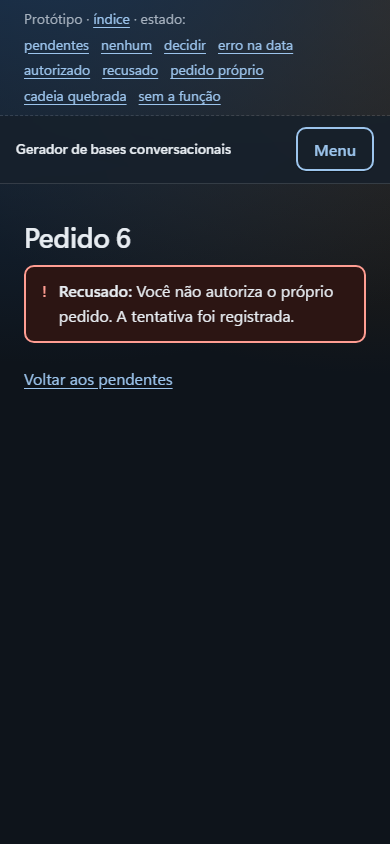 Protótipo · índice · estado:
pendentes nenhum decidir erro na data
autorizado recusado pedido próprio
cadeia quebrada sem a função
Gerador de bases conversacionais
Menu
Pedido 6
! Recusado: Você não autoriza o próprio
pedido. A tentativa foi registrada.
Voltar aos pendentes